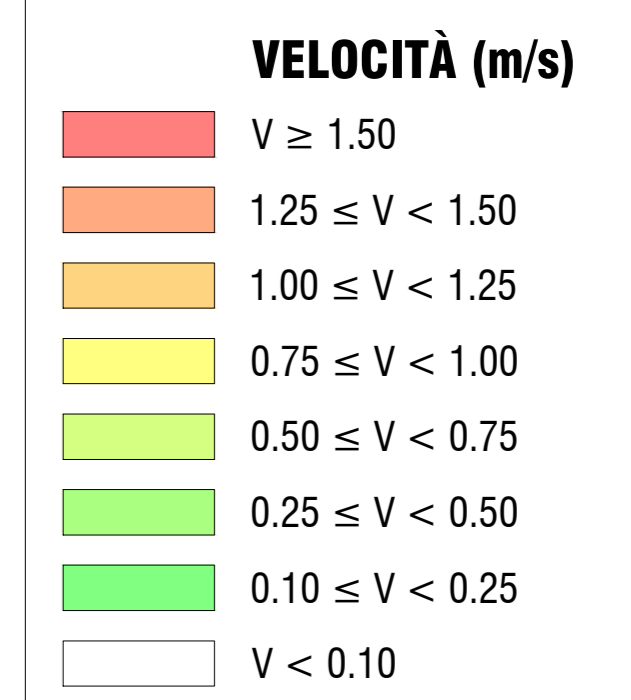 VELOCITÀ (m/s)
V ≥ 1.50
1.25 ≤ V < 1.50
1.00 ≤ V < 1.25
0.75 ≤ V < 1.00
0.50 ≤ V < 0.75
0.25 ≤ V < 0.50
0.10 ≤ V < 0.25
V < 0.10